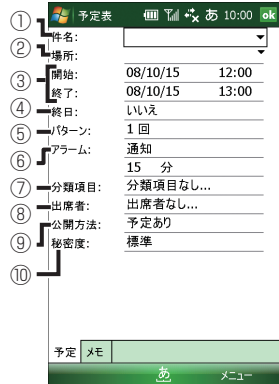 予定表 あ 10:00 ok
① 件名:
② 場所:
③ 開始: 08/10/15 12:00
終了: 08/10/15 13:00
④ 終日: いいえ
⑤ パターン: 1 回
⑥ アラーム: 通知
15 分
⑦ 分類項目: 分類項目なし...
⑧ 出席者: 出席者なし...
⑨ 公開方法: 予定あり
⑩ 秘密度: 標準
予定 メモ
あ メニュー